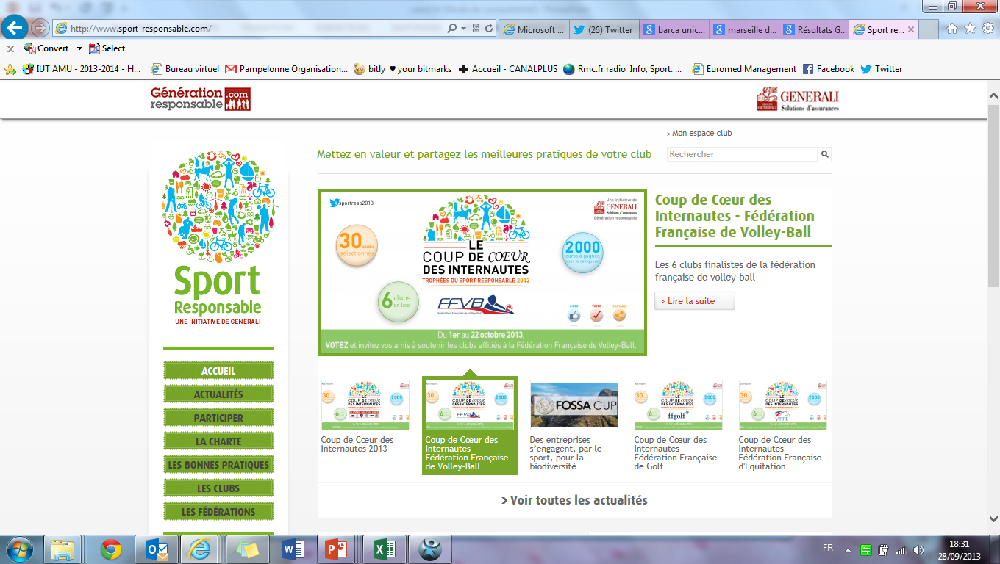 http://www.sport-responsable.com/
Microsoft ...
(26) Twitter
barca unic...
marseille d...
Résultats G...
Sport re...
x Convert Select
IUT AMU - 2013-2014 - H...
Bureau virtuel
Pampelonne Organisation...
bitly ♥ your bitmarks
Accueil - CANALPLUS
Rmc.fr radio Info, Sport. ...
Euromed Management
Facebook
Twitter
Génération
responsable
.com
GENERALI
Solutions d'assurances
> Mon espace club
Mettez en valeur et partagez les meilleures pratiques de votre club
Rechercher
Sport
Responsable
UNE INITIATIVE DE GENERALI
ACCUEIL
ACTUALITÉS
PARTICIPER
LA CHARTE
LES BONNES PRATIQUES
LES CLUBS
LES FÉDÉRATIONS
sportresp2013
Une initiative de
GENERALI
Solutions d'assurances
Génération responsable
30 clubs
sélectionnés
2000
euros à gagner
pour le vainqueur
6 clubs
en lice
LE
COUP DE CŒUR
DES INTERNAUTES
TROPHÉES DU SPORT RESPONSABLE 2013
FFVB
Fédération Française de Volley-Ball
LIKEZ
VOTEZ
PARTAGEZ
Du 1er au 22 octobre 2013,
VOTEZ et invitez vos amis à soutenir les clubs affiliés à la Fédération Française de Volley-Ball.
Coup de Cœur des
Internautes - Fédération
Française de Volley-Ball
Les 6 clubs finalistes de la fédération
française de volley-ball
> Lire la suite
Coup de Cœur des
Internautes 2013
Coup de Cœur des
Internautes -
Fédération Française
de Volley-Ball
FOSSA CUP
Des entreprises
s'engagent, par le
sport, pour la
biodiversité
ffgolf
Coup de Cœur des
Internautes -
Fédération Française
de Golf
Coup de Cœur des
Internautes -
Fédération Française
d'Equitation
> Voir toutes les actualités
FR
18:31
28/09/2013